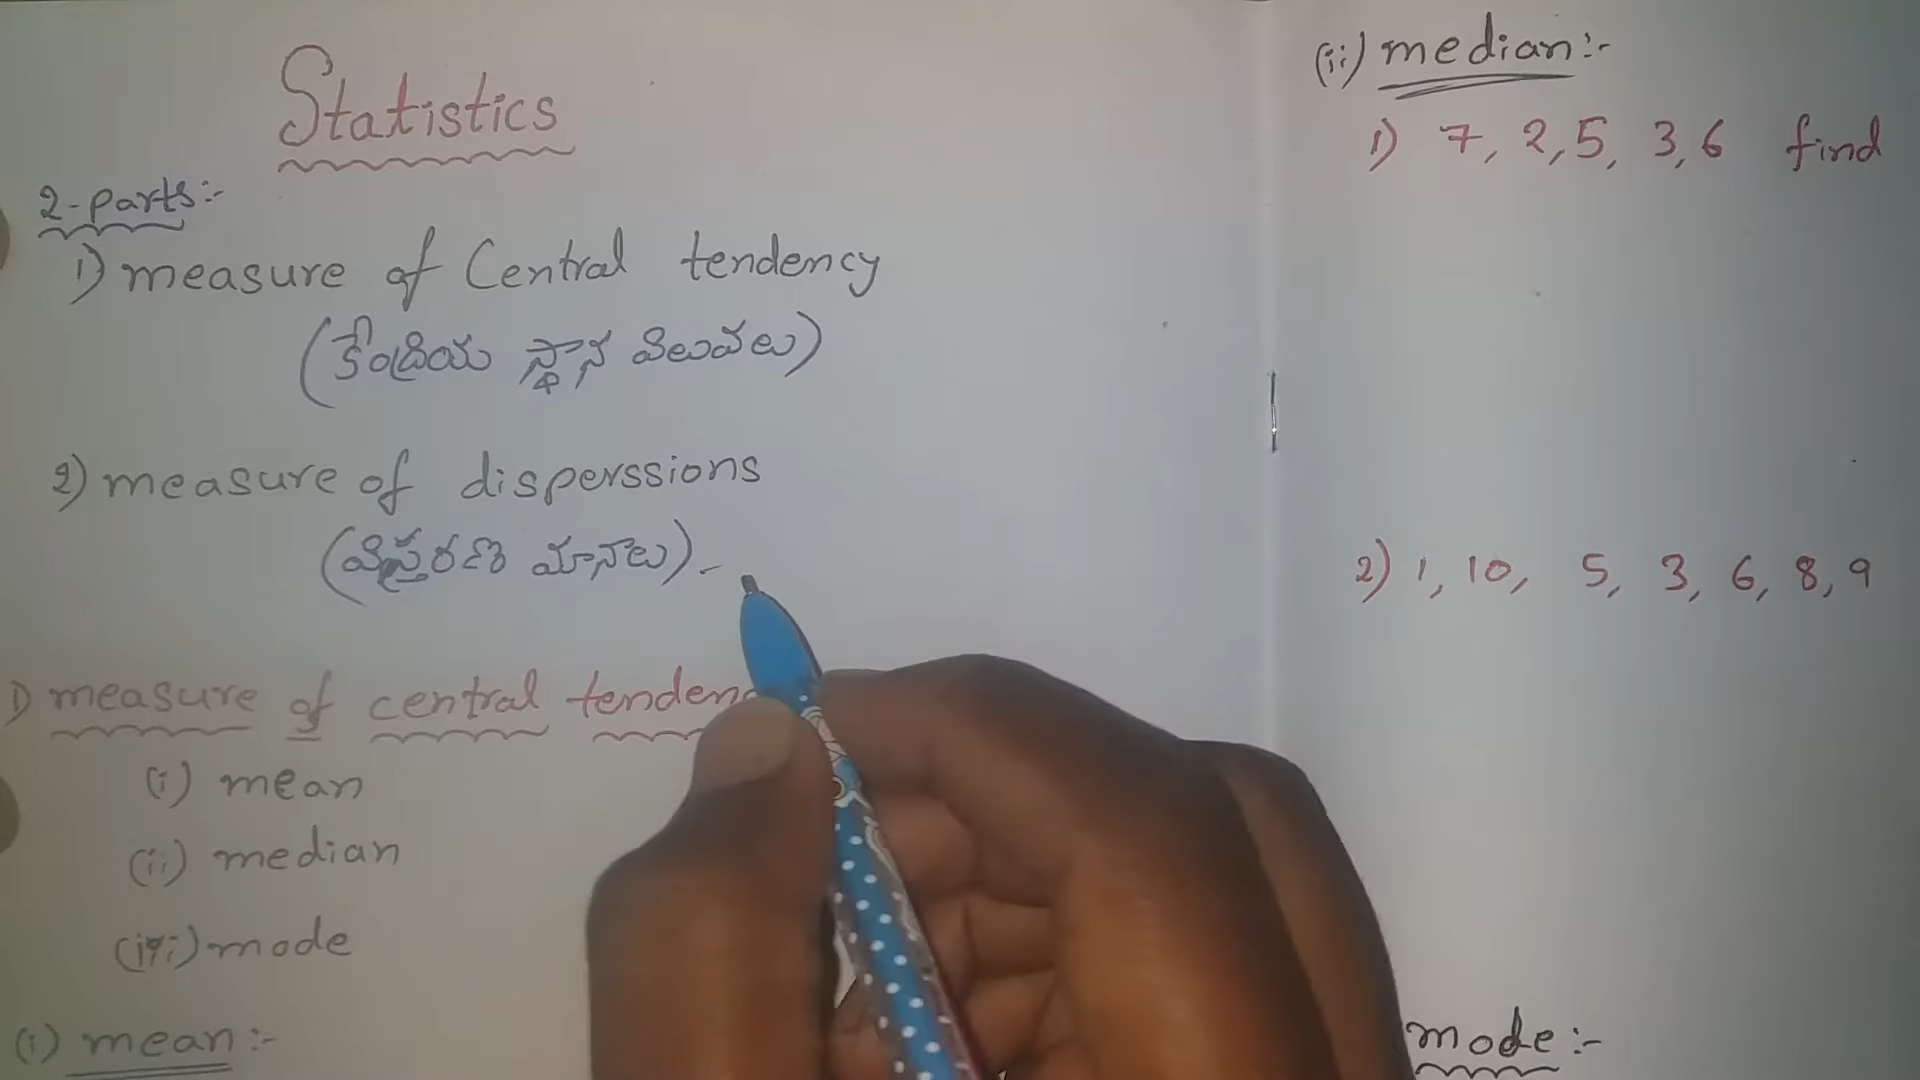 Statistics
2-parts:-
1) measure of Central tendency
(కేంద్రియ స్థాన విలువలు)
2) measure of disperssions
(విస్తరణ మానాలు) -
1) measure of central tendenc
(i) mean
(ii) median
(iii) mode
(i) mean:-
(ii) median:-
1) 7, 2, 5, 3, 6 find
2) 1, 10, 5, 3, 6, 8, 9
mode:-